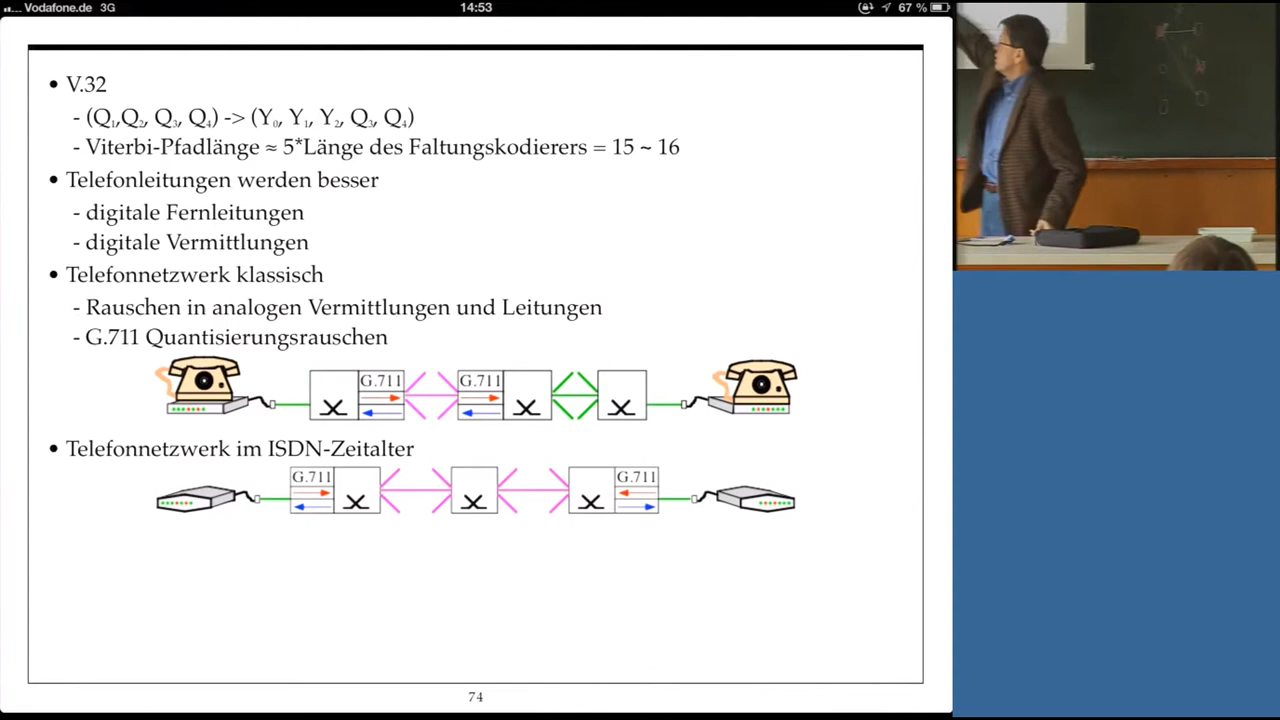 Vodafone.de 3G 14:53 67 %
• V.32
- (Q₁,Q₂, Q₃, Q₄) -> (Y₀, Y₁, Y₂, Q₃, Q₄)
- Viterbi-Pfadlänge ≈ 5*Länge des Faltungskodierers = 15 ~ 16
• Telefonleitungen werden besser
- digitale Fernleitungen
- digitale Vermittlungen
• Telefonnetzwerk klassisch
- Rauschen in analogen Vermittlungen und Leitungen
- G.711 Quantisierungsrauschen
G.711 G.711
• Telefonnetzwerk im ISDN-Zeitalter
G.711 G.711
74